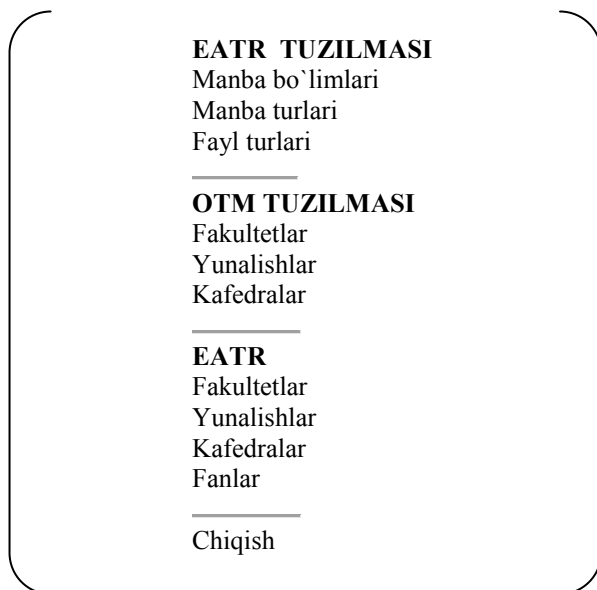 EATR TUZILMASI
Manba bo`limlari
Manba turlari
Fayl turlari
OTM TUZILMASI
Fakultetlar
Yunalishlar
Kafedralar
EATR
Fakultetlar
Yunalishlar
Kafedralar
Fanlar
Chiqish